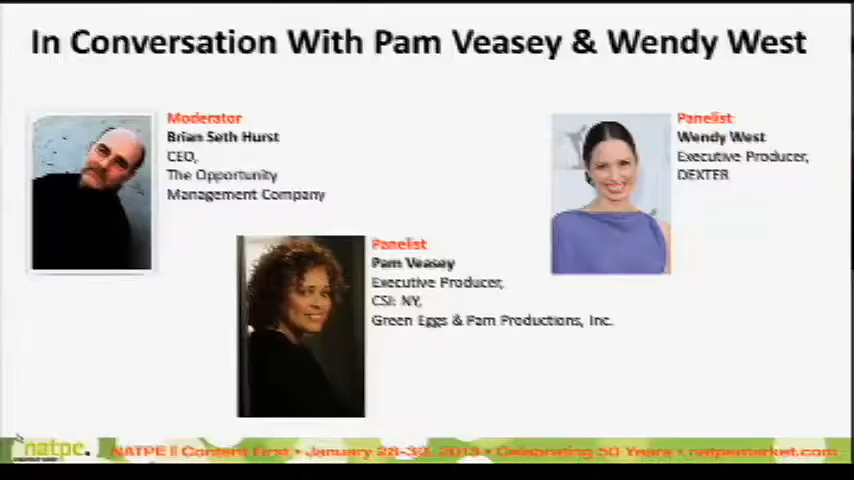 In Conversation With Pam Veasey & Wendy West
Moderator
Brian Seth Hurst
CEO,
The Opportunity
Management Company
Panelist
Wendy West
Executive Producer,
DEXTER
Panelist
Pam Veasey
Executive Producer,
CSI: NY,
Green Eggs & Pam Productions, Inc.
natpe.
NATPE || Content First • January 28-30, 2013 • Celebrating 50 Years • natpemarket.com